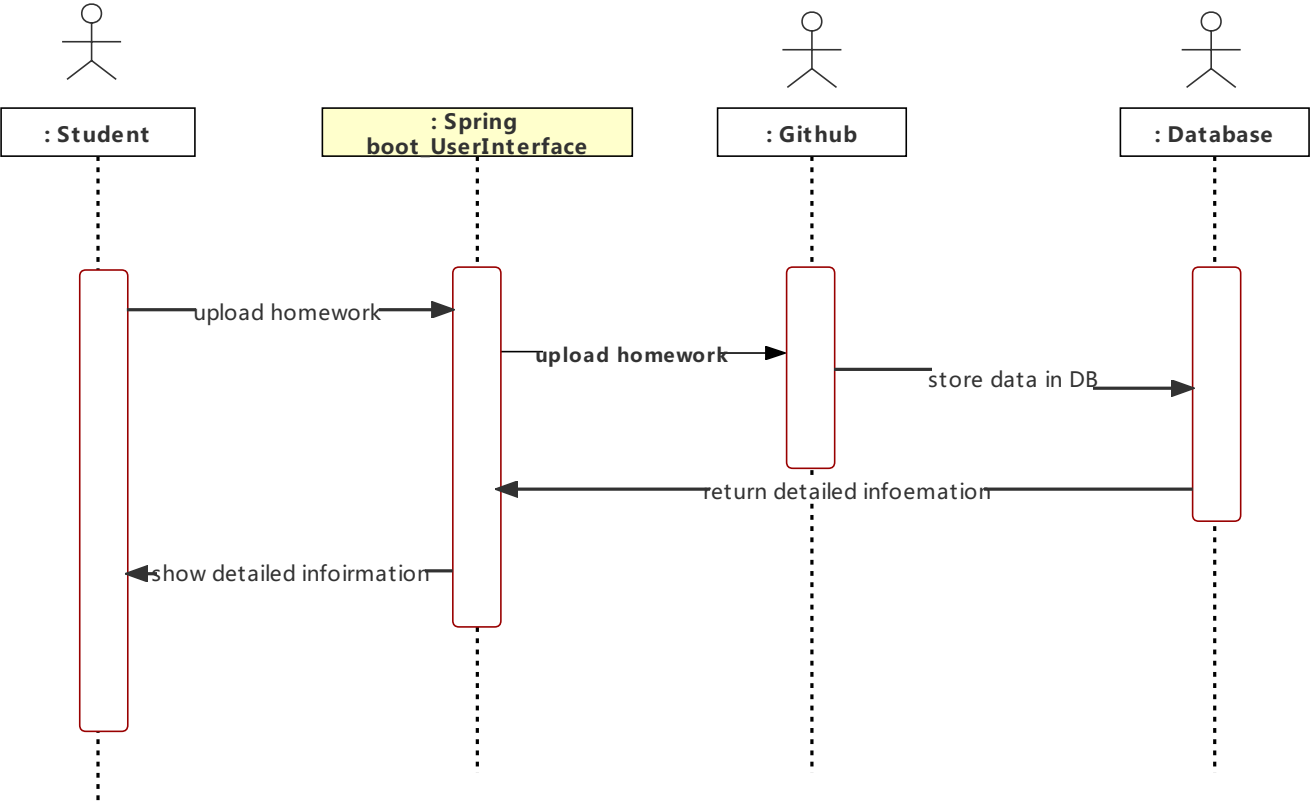 : Student
: Spring
boot_UserInterface
: Github
: Database
upload homework
upload homework
store data in DB
return detailed infoemation
show detailed infoirmation